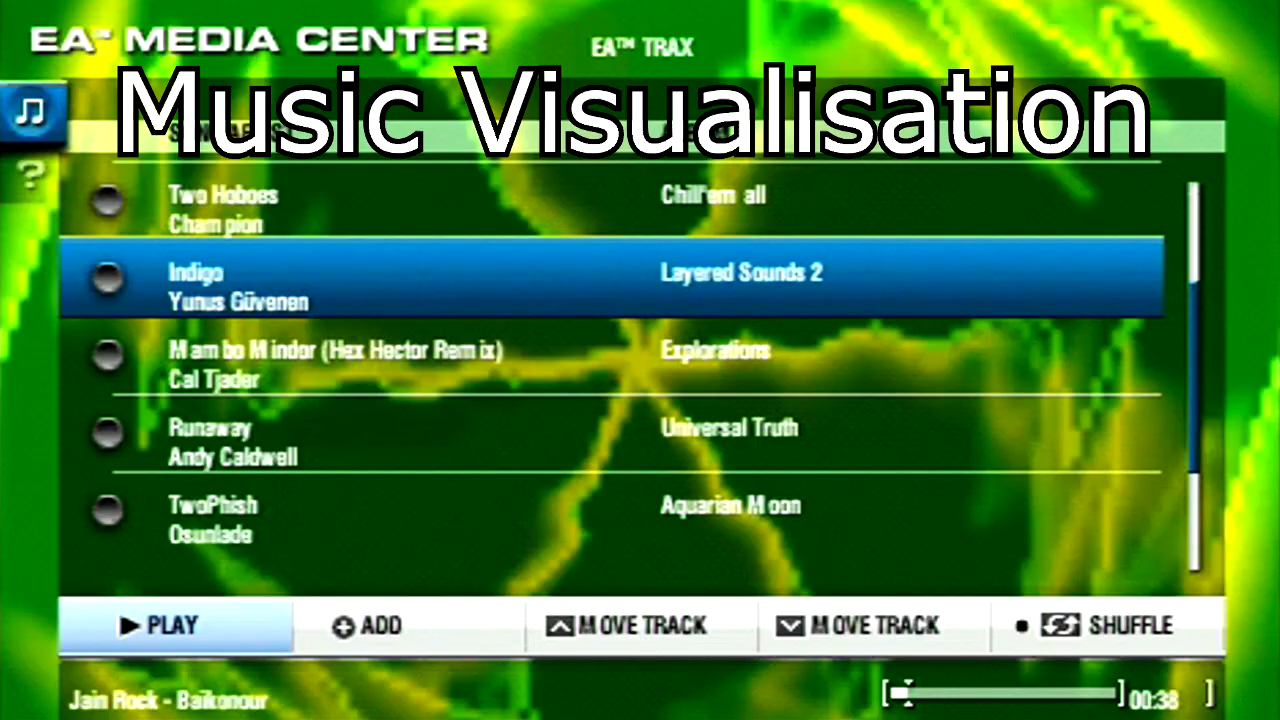 EA™ MEDIA CENTER
EA™ TRAX
Music Visualisation
Two Hoboes Chill'em all
Champion
Indigo Layered Sounds 2
Yunus Güvenen
Mambo Mindor (Hex Hector Remix) Explorations
Cal Tjader
Runaway Universal Truth
Andy Caldwell
TwoPhish Aquarian Moon
Osunlade
PLAY ADD MOVE TRACK MOVE TRACK SHUFFLE
Jain Rock - Baikonour 00:38